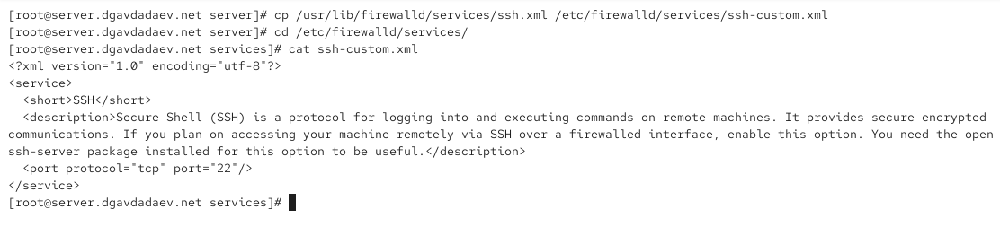 [root@server.dgavdadaev.net server]# cp /usr/lib/firewalld/services/ssh.xml /etc/firewalld/services/ssh-custom.xml
[root@server.dgavdadaev.net server]# cd /etc/firewalld/services/
[root@server.dgavdadaev.net services]# cat ssh-custom.xml
<?xml version="1.0" encoding="utf-8"?>
<service>
  <short>SSH</short>
  <description>Secure Shell (SSH) is a protocol for logging into and executing commands on remote machines. It provides secure encrypted
communications. If you plan on accessing your machine remotely via SSH over a firewalled interface, enable this option. You need the open
ssh-server package installed for this option to be useful.</description>
  <port protocol="tcp" port="22"/>
</service>
[root@server.dgavdadaev.net services]#